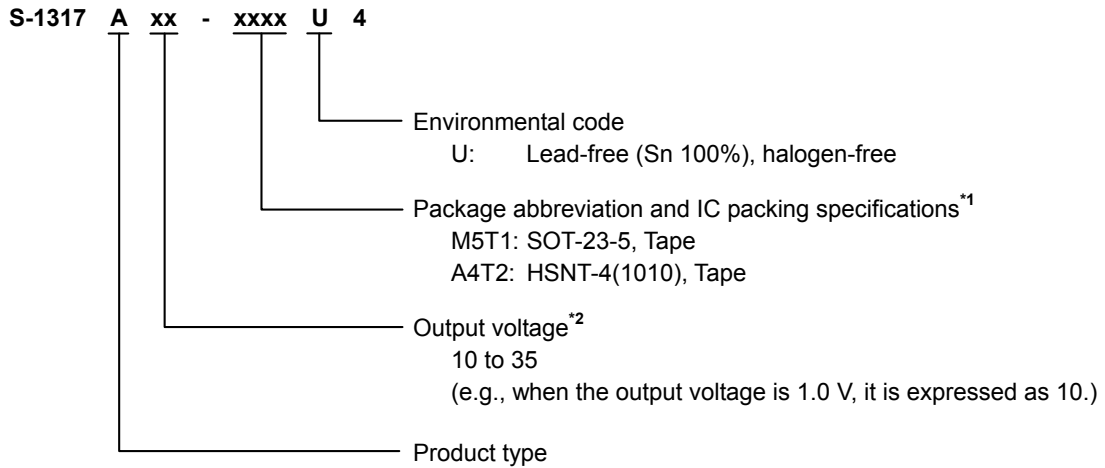 S-1317 A xx - xxxx U 4
Environmental code
U: Lead-free (Sn 100%), halogen-free
Package abbreviation and IC packing specifications*1
M5T1: SOT-23-5, Tape
A4T2: HSNT-4(1010), Tape
Output voltage*2
10 to 35
(e.g., when the output voltage is 1.0 V, it is expressed as 10.)
Product type